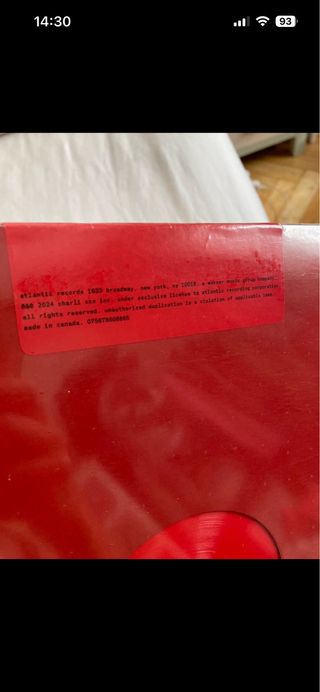 14:30
93
atlantic records 1633 broadway, new york, ny 10019. a warner music group company.
℗&© 2024 charli xcx inc. under exclusive license to atlantic recording corporation
all rights reserved. unauthorized duplication is a violation of applicable laws.
made in canada.